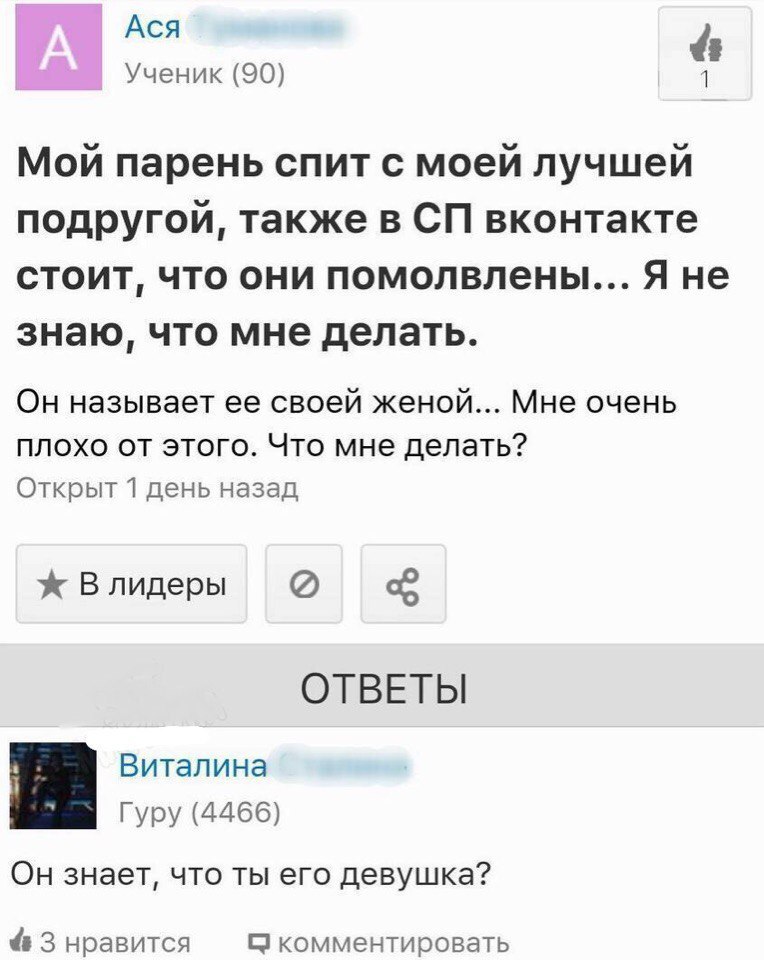 А
Ася
Ученик (90)
1
Мой парень спит с моей лучшей
подругой, также в СП вконтакте
стоит, что они помолвлены... Я не
знаю, что мне делать.
Он называет ее своей женой... Мне очень
плохо от этого. Что мне делать?
Открыт 1 день назад
В лидеры
ОТВЕТЫ
Виталина
Гуру (4466)
Он знает, что ты его девушка?
3 нравится комментировать